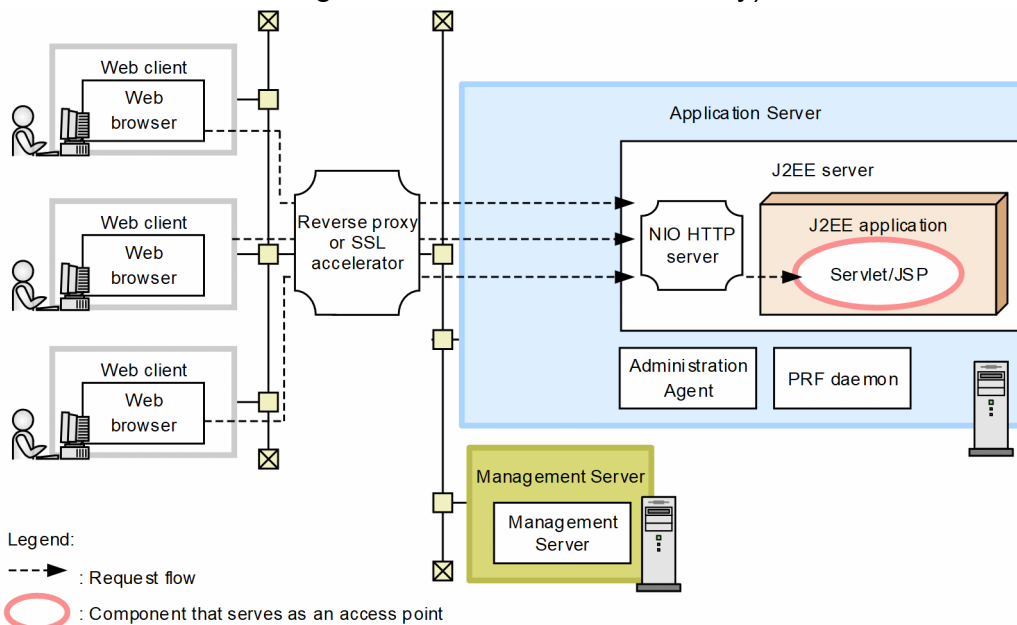 Web client
Web
browser
Web client
Web
browser
Web client
Web
browser
Reverse proxy
or SSL
accelerator
Application Server
J2EE server
NIO HTTP
server
J2EE application
Servlet/JSP
Administration
Agent
PRF daemon
Management Server
Management
Server
Legend:
: Request flow
: Component that serves as an access point